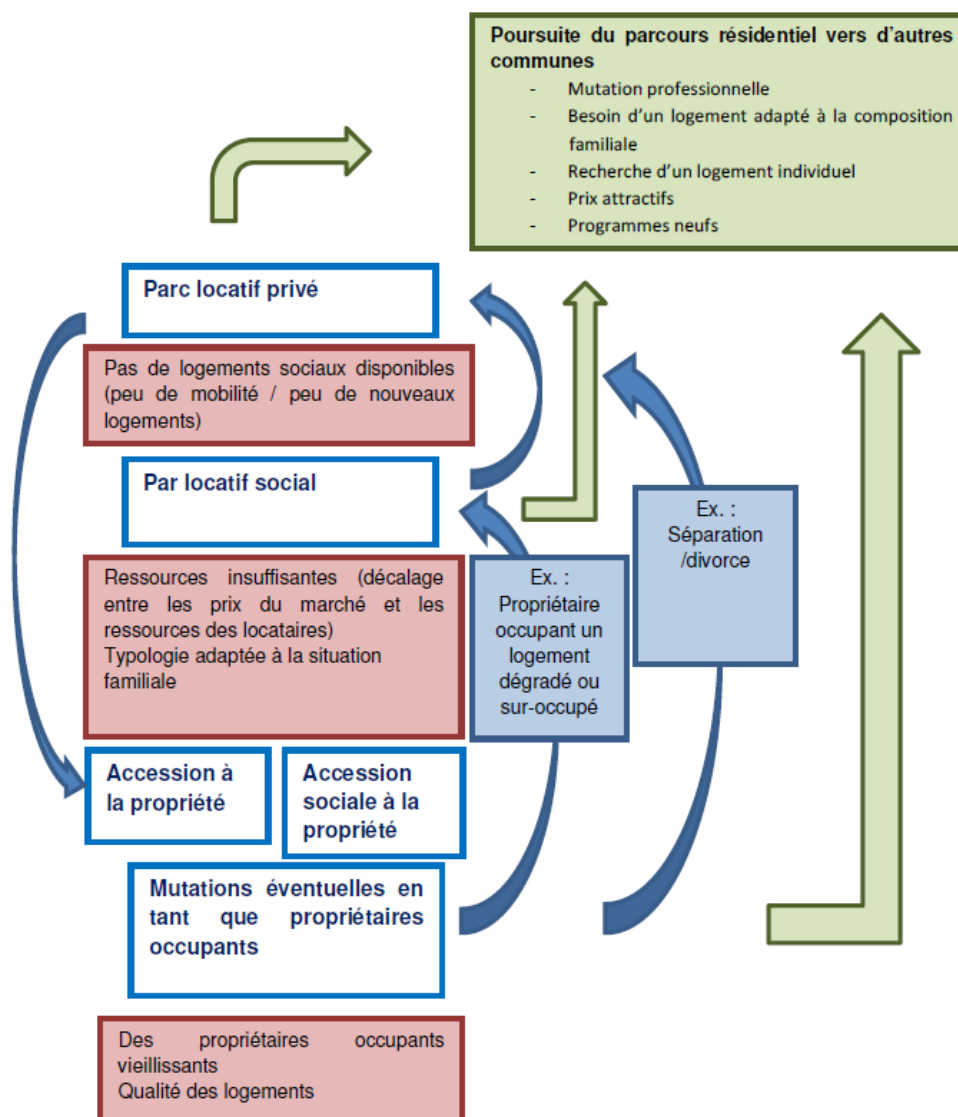 Poursuite du parcours résidentiel vers d'autres
communes
- Mutation professionnelle
- Besoin d'un logement adapté à la composition
familiale
- Recherche d'un logement individuel
- Prix attractifs
- Programmes neufs
Parc locatif privé
Pas de logements sociaux disponibles
(peu de mobilité / peu de nouveaux
logements)
Par locatif social
Ressources insuffisantes (décalage
entre les prix du marché et les
ressources des locataires)
Typologie adaptée à la situation
familiale
Ex. :
Propriétaire
occupant un
logement
dégradé ou
sur-occupé
Ex. :
Séparation
/divorce
Accession à
la propriété
Accession
sociale à la
propriété
Mutations éventuelles en
tant que propriétaires
occupants
Des propriétaires occupants
vieillissants
Qualité des logements